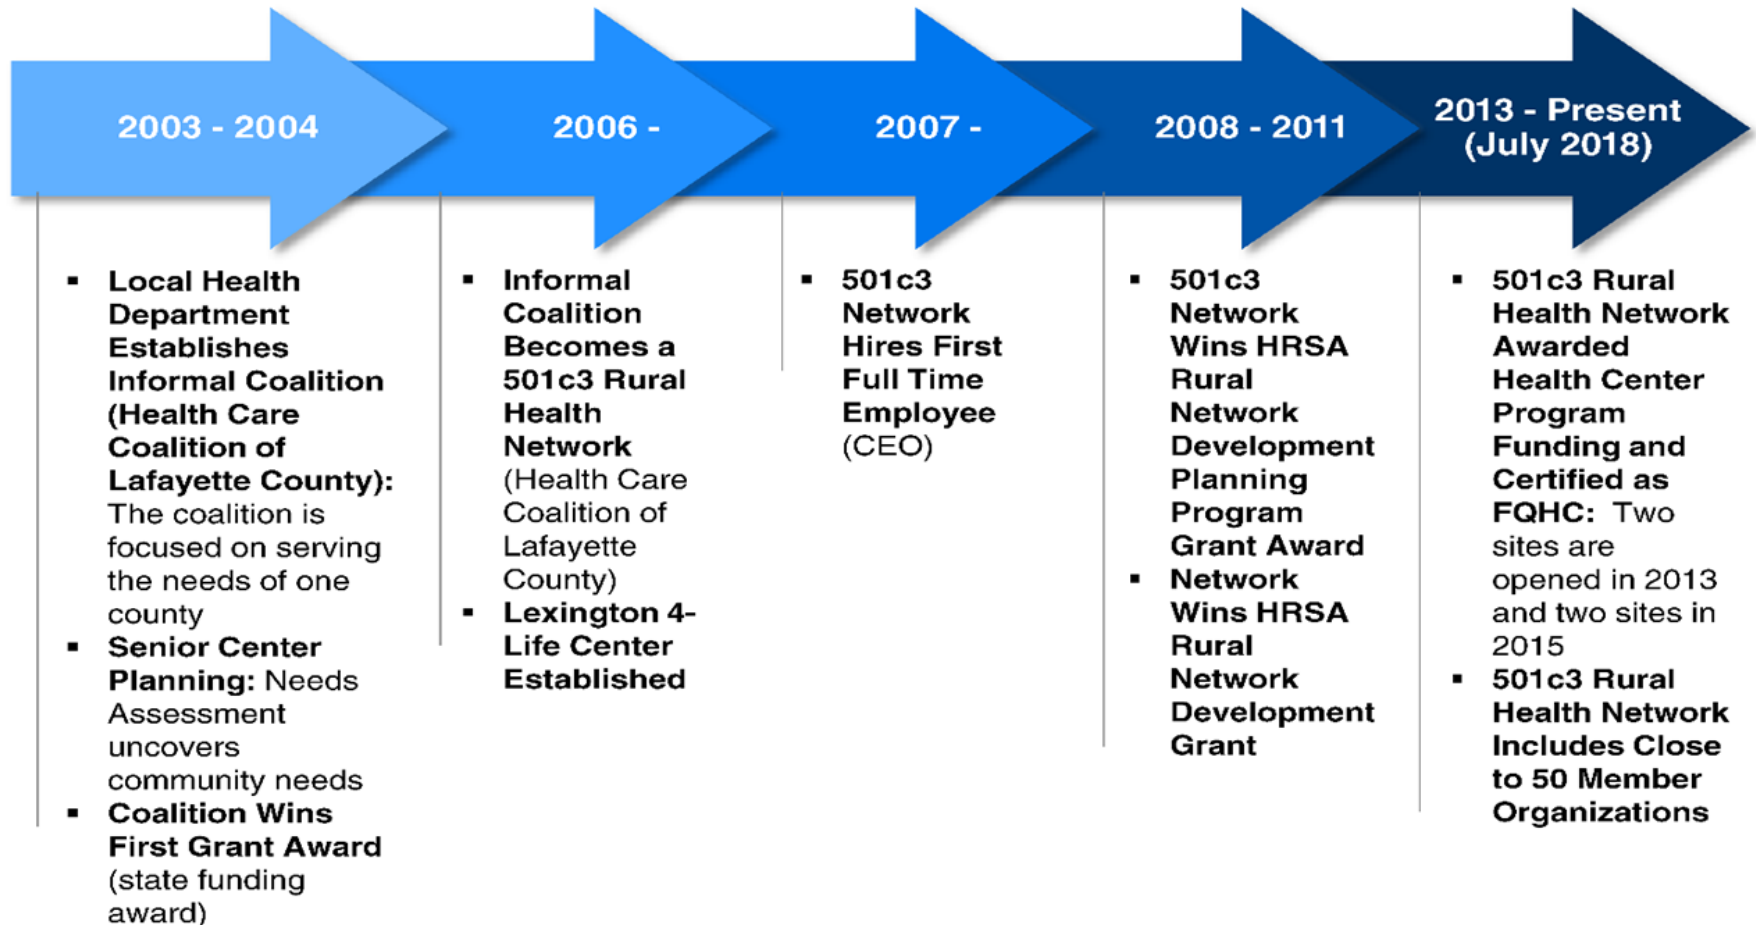 2003 - 2004
2006 -
2007 -
2008 - 2011
2013 - Present
(July 2018)
▪ Local Health
Department
Establishes
Informal Coalition
(Health Care
Coalition of
Lafayette County):
The coalition is
focused on serving
the needs of one
county
▪ Senior Center
Planning: Needs
Assessment
uncovers
community needs
▪ Coalition Wins
First Grant Award
(state funding
award)
▪ Informal
Coalition
Becomes a
501c3 Rural
Health
Network
(Health Care
Coalition of
Lafayette
County)
▪ Lexington 4-
Life Center
Established
▪ 501c3
Network
Hires First
Full Time
Employee
(CEO)
▪ 501c3
Network
Wins HRSA
Rural
Network
Development
Planning
Program
Grant Award
▪ Network
Wins HRSA
Rural
Network
Development
Grant
▪ 501c3 Rural
Health Network
Awarded
Health Center
Program
Funding and
Certified as
FQHC: Two
sites are
opened in 2013
and two sites in
2015
▪ 501c3 Rural
Health Network
Includes Close
to 50 Member
Organizations